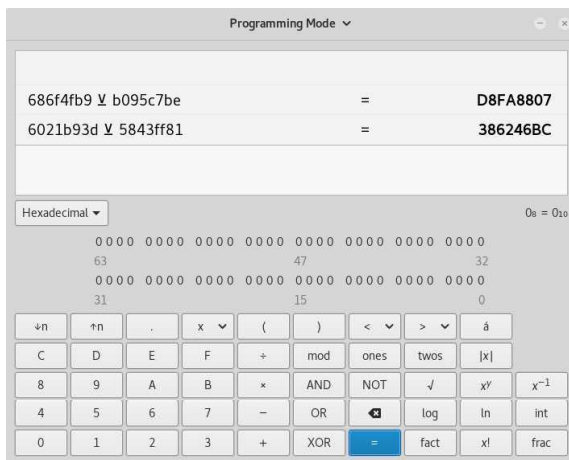 Programming Mode
686f4fb9 ⊻ b095c7be = D8FA8807
6021b93d ⊻ 5843ff81 = 386246BC
Hexadecimal 0₈ = 0₁₀
0000 0000 0000 0000 0000 0000 0000 0000
63 47 32
0000 0000 0000 0000 0000 0000 0000 0000
31 15 0
↓n ↑n . x ( ) < > á
C D E F ÷ mod ones twos |x|
8 9 A B × AND NOT √ xʸ x⁻¹
4 5 6 7 − OR log ln int
0 1 2 3 + XOR = fact x! frac